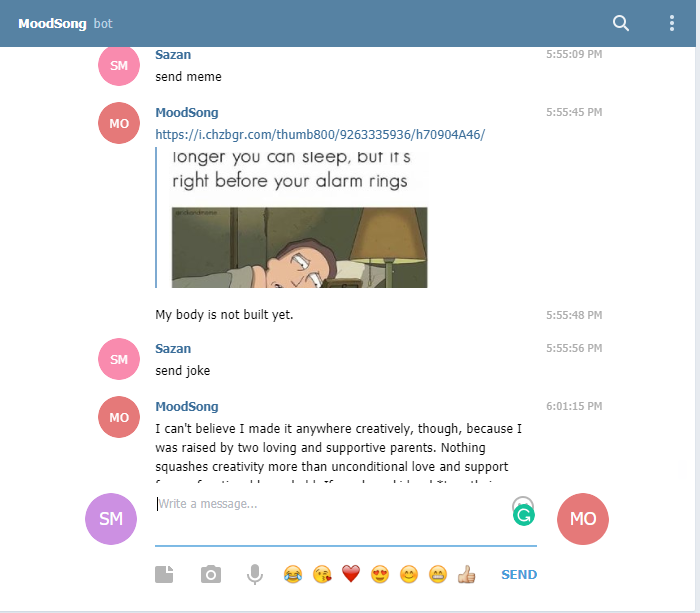 MoodSong bot
SM
Sazan
5:55:09 PM
send meme
MO
MoodSong
5:55:45 PM
https://i.chzbgr.com/thumb800/9263335936/h70904A46/
longer you can sleep, but it's
right before your alarm rings
My body is not built yet.
5:55:48 PM
SM
Sazan
5:55:56 PM
send joke
MO
MoodSong
6:01:15 PM
I can't believe I made it anywhere creatively, though, because I
was raised by two loving and supportive parents. Nothing
squashes creativity more than unconditional love and support
SM
Write a message...
MO
SEND